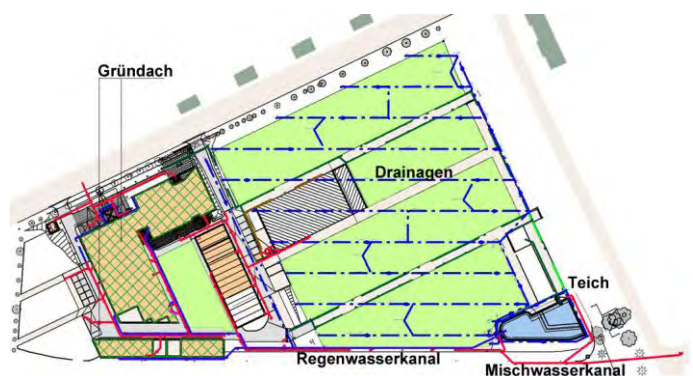 Gründach
Drainagen
Teich
Regenwasserkanal
Mischwasserkanal